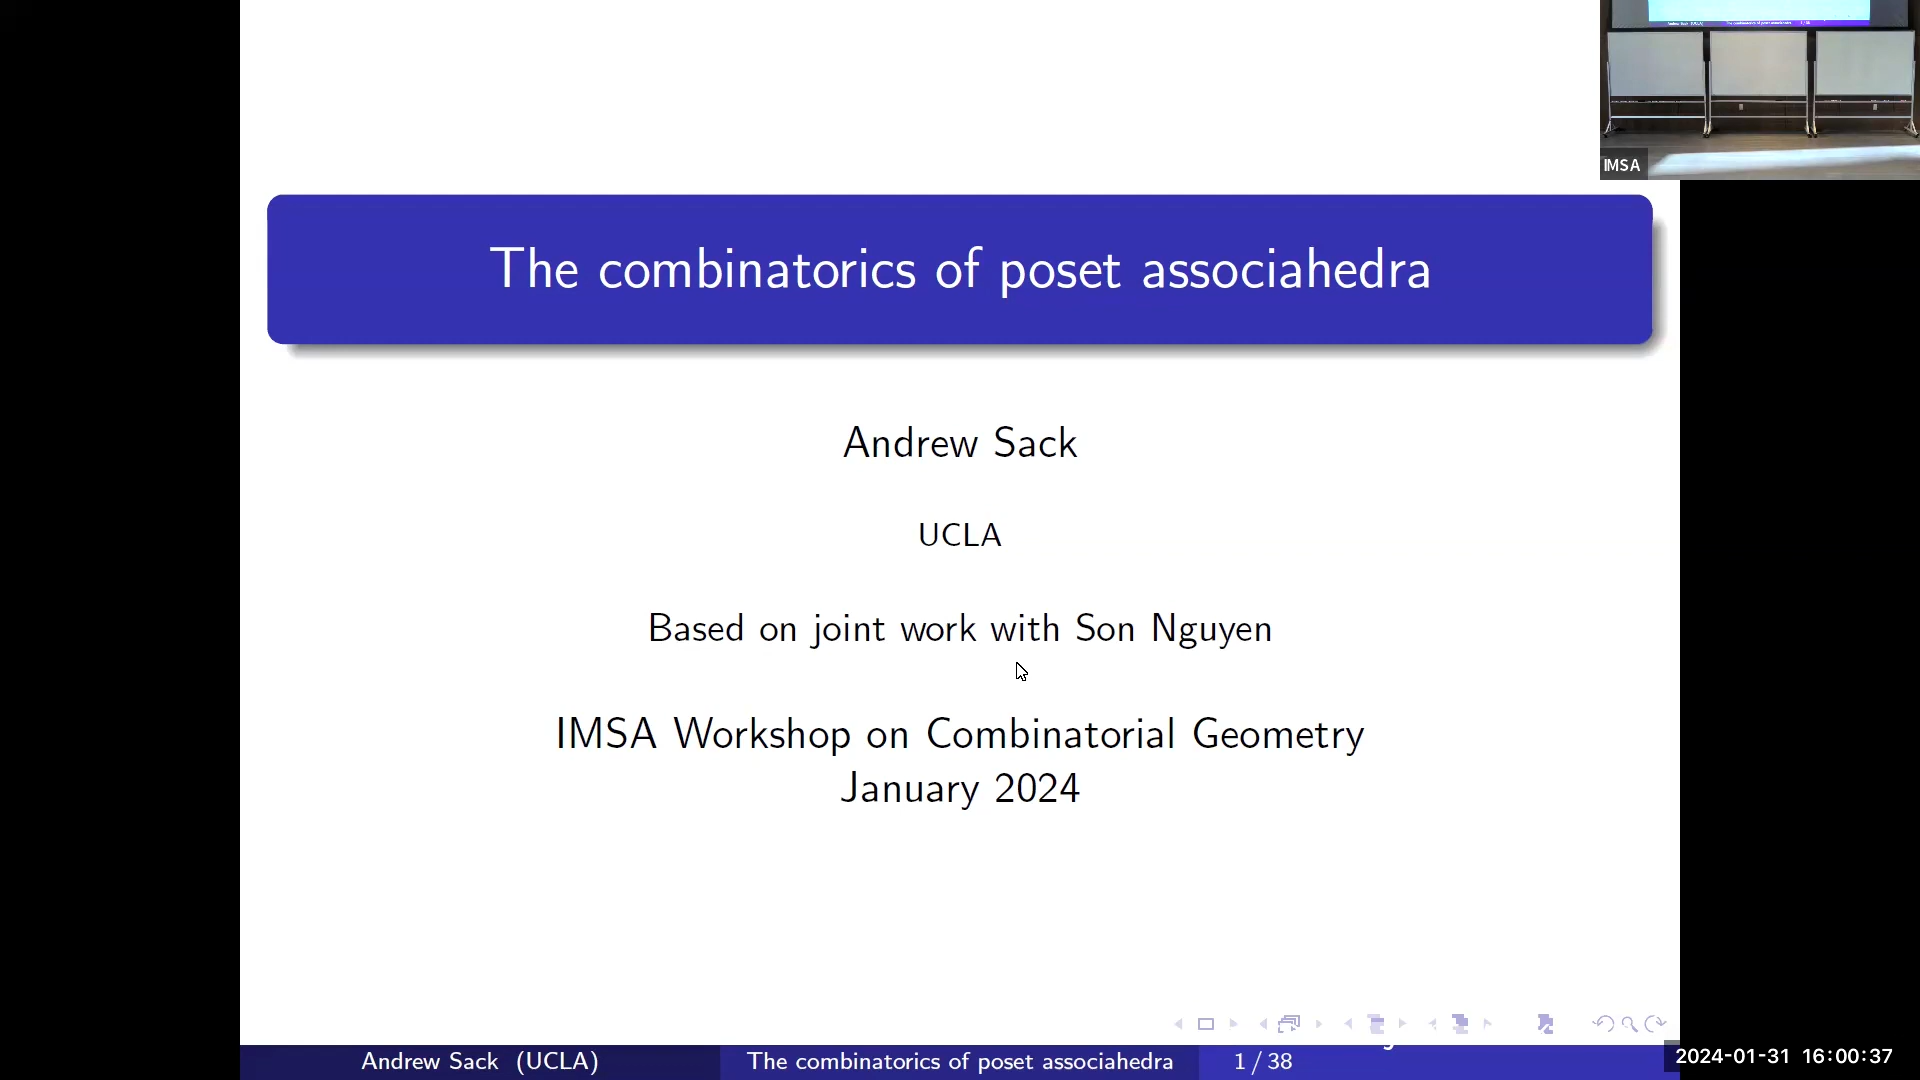 IMSA
The combinatorics of poset associahedra
Andrew Sack
UCLA
Based on joint work with Son Nguyen
IMSA Workshop on Combinatorial Geometry
January 2024
Andrew Sack (UCLA)
The combinatorics of poset associahedra
1 / 38
2024-01-31 16:00:37